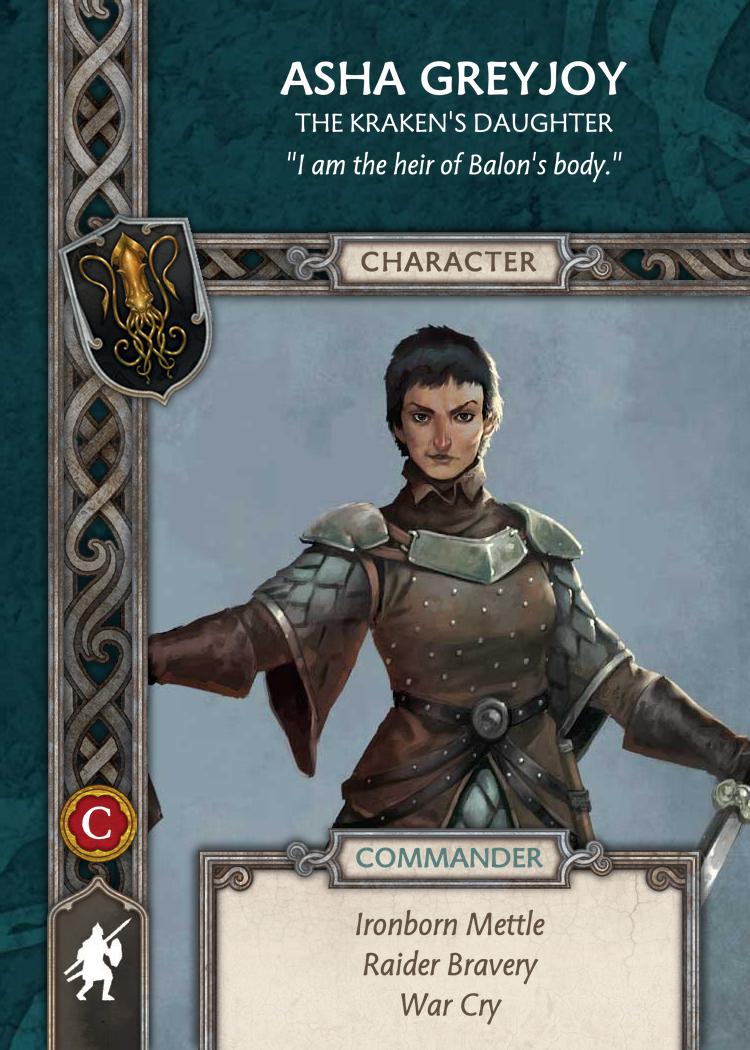 ASHA GREYJOY
THE KRAKEN'S DAUGHTER
"I am the heir of Balon's body."
CHARACTER
C
COMMANDER
Ironborn Mettle
Raider Bravery
War Cry